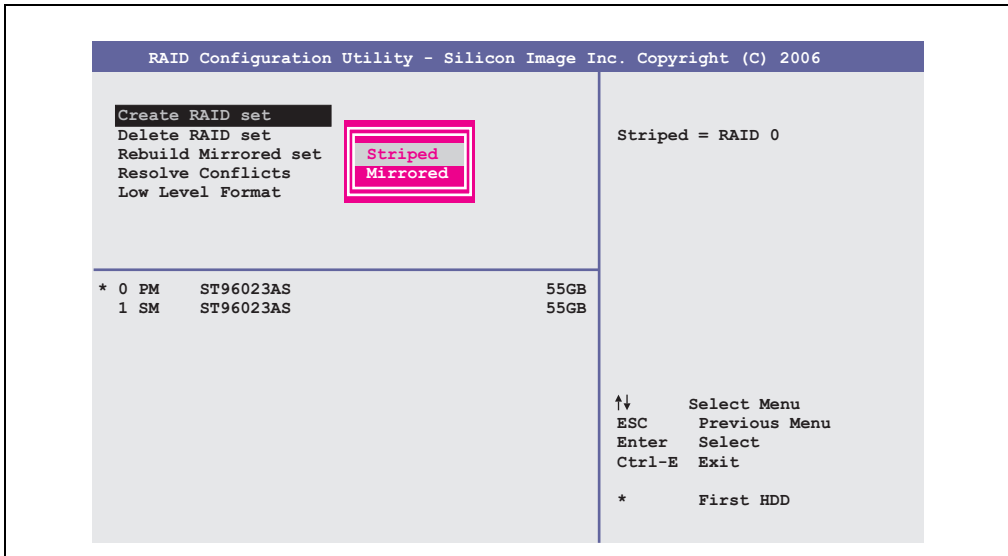 RAID Configuration Utility - Silicon Image Inc. Copyright (C) 2006
Create RAID set
Delete RAID set
Rebuild Mirrored set
Resolve Conflicts
Low Level Format
Striped
Mirrored
Striped = RAID 0
* 0 PM ST96023AS 55GB
1 SM ST96023AS 55GB
↑↓ Select Menu
ESC Previous Menu
Enter Select
Ctrl-E Exit
* First HDD